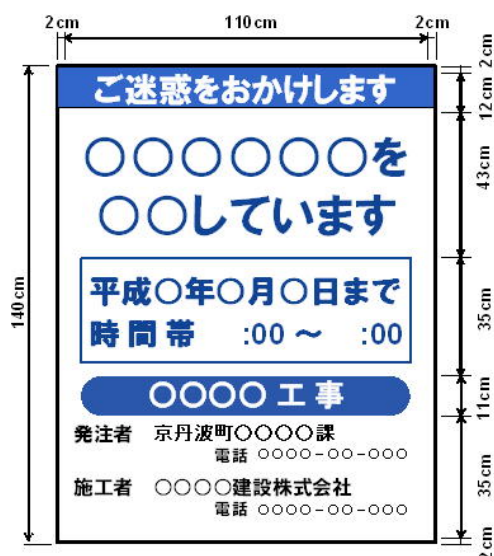 2cm 110cm 2cm
2cm
12cm
43cm
35cm
11cm
35cm
2cm
140cm
ご迷惑をおかけします
○○○○○○を
○○しています
平成○年○月○日まで
時間帯 :00 ～ :00
○○○○工事
発注者 京丹波町○○○○課
電話 ○○○○-○○-○○○
施工者 ○○○○建設株式会社
電話 ○○○○-○○-○○○